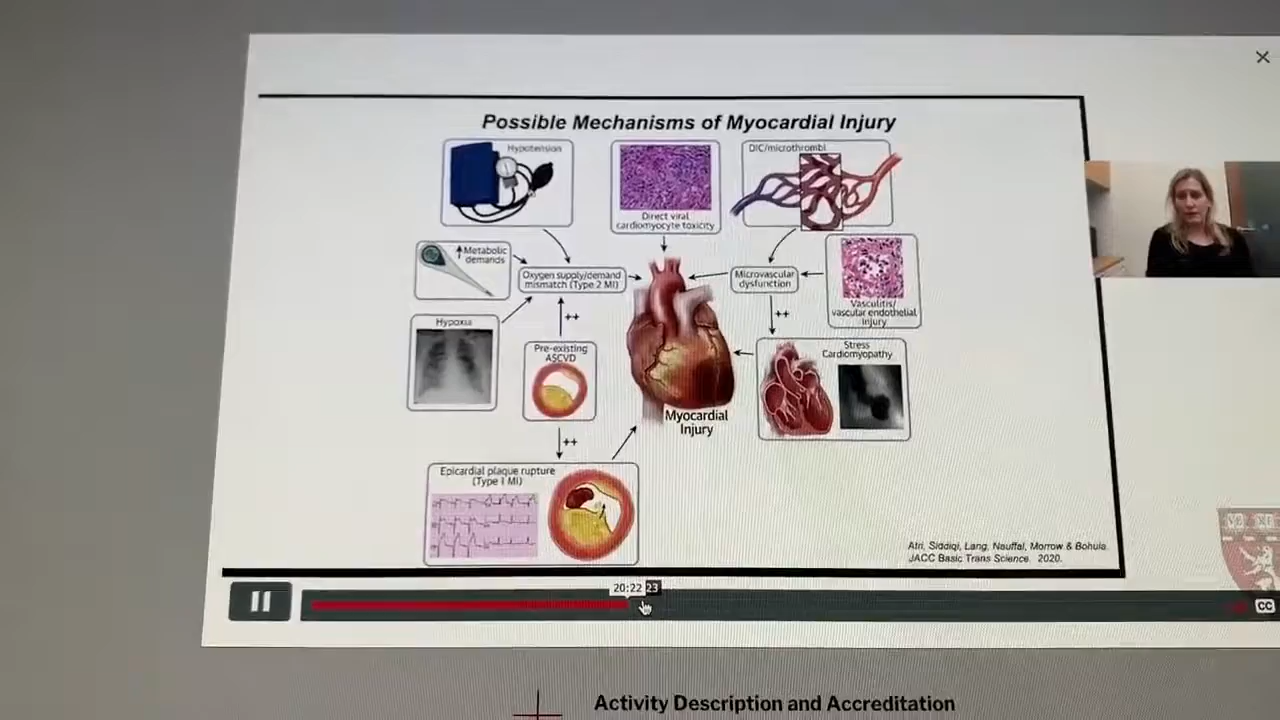 Possible Mechanisms of Myocardial Injury
Hypotension
DIC/microthrombi
Direct viral
cardiomyocyte toxicity
↑Metabolic
demands
Oxygen supply/demand
mismatch (Type 2 MI)
Microvascular
dysfunction
Vasculitis/
vascular endothelial
injury
Hypoxia
++
++
Pre-existing
ASCVD
Stress
Cardiomyopathy
Myocardial
Injury
++
Epicardial plaque rupture
(Type I MI)
Atri, Siddiqi, Lang, Nauffal, Morrow & Bohula.
JACC Basic Trans Science. 2020.
20:22
23
CC
Activity Description and Accreditation